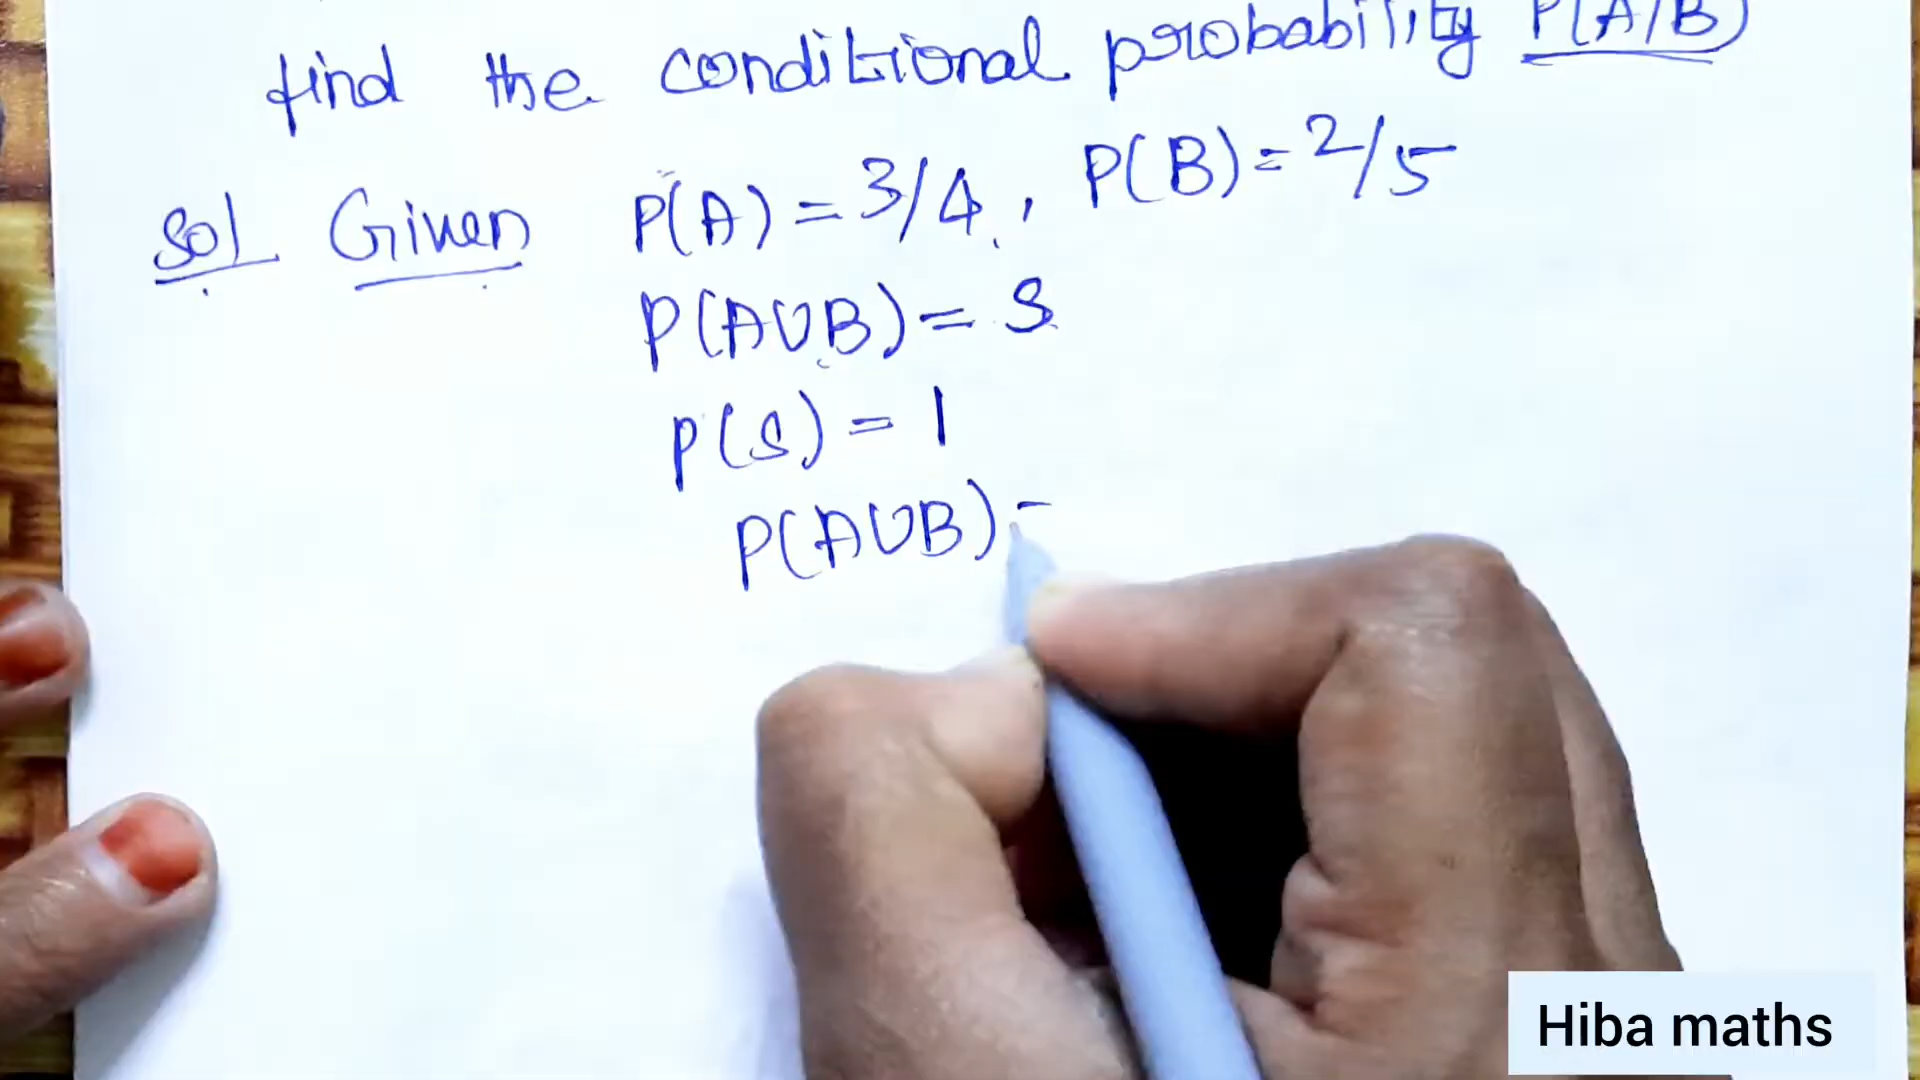 find the conditional probability P(A/B)
Sol Given P(A) = 3/4, P(B) = 2/5
P(AUB) = S
P(S) = 1
P(AUB) =
Hiba maths